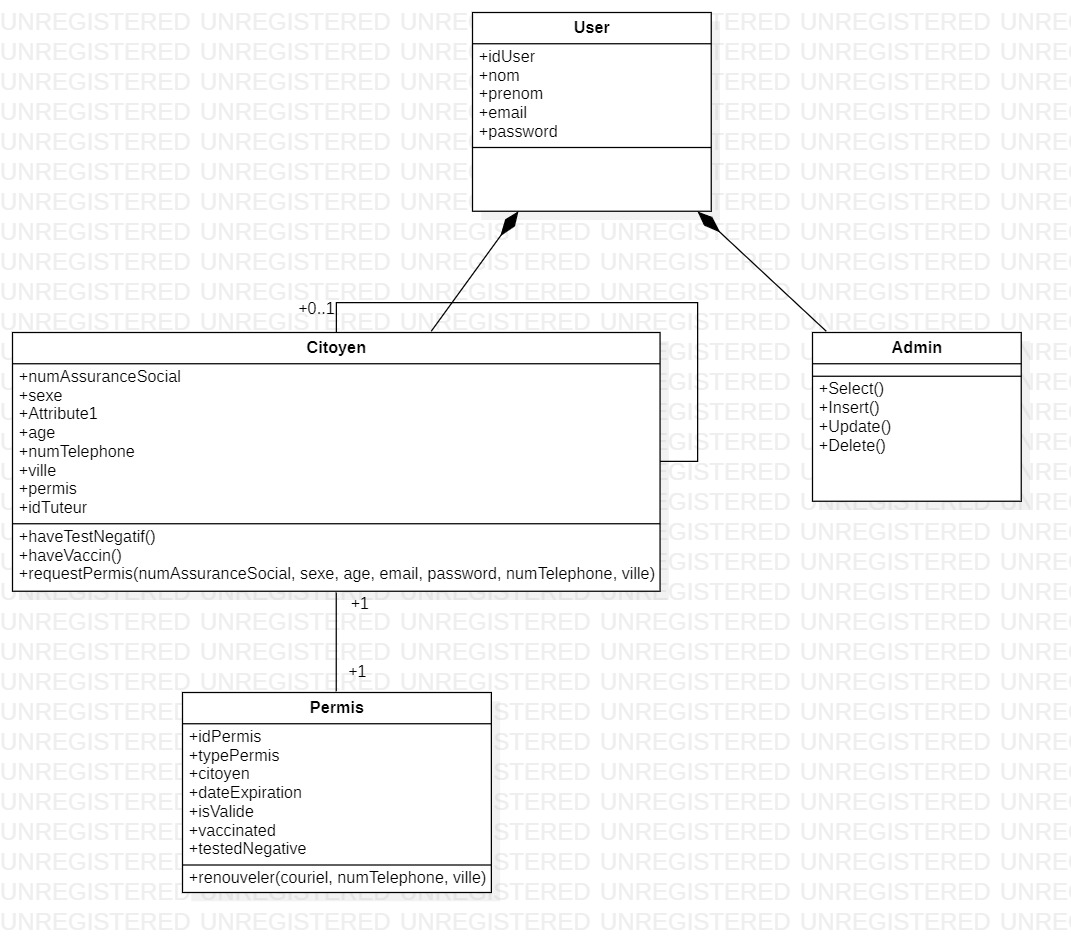 User
+idUser
+nom
+prenom
+email
+password
+0..1
Citoyen
+numAssuranceSocial
+sexe
+Attribute1
+age
+numTelephone
+ville
+permis
+idTuteur
+haveTestNegatif()
+haveVaccin()
+requestPermis(numAssuranceSocial, sexe, age, email, password, numTelephone, ville)
Admin
+Select()
+Insert()
+Update()
+Delete()
+1
+1
Permis
+idPermis
+typePermis
+citoyen
+dateExpiration
+isValide
+vaccinated
+testedNegative
+renouveler(couriel, numTelephone, ville)
UNREGISTERED